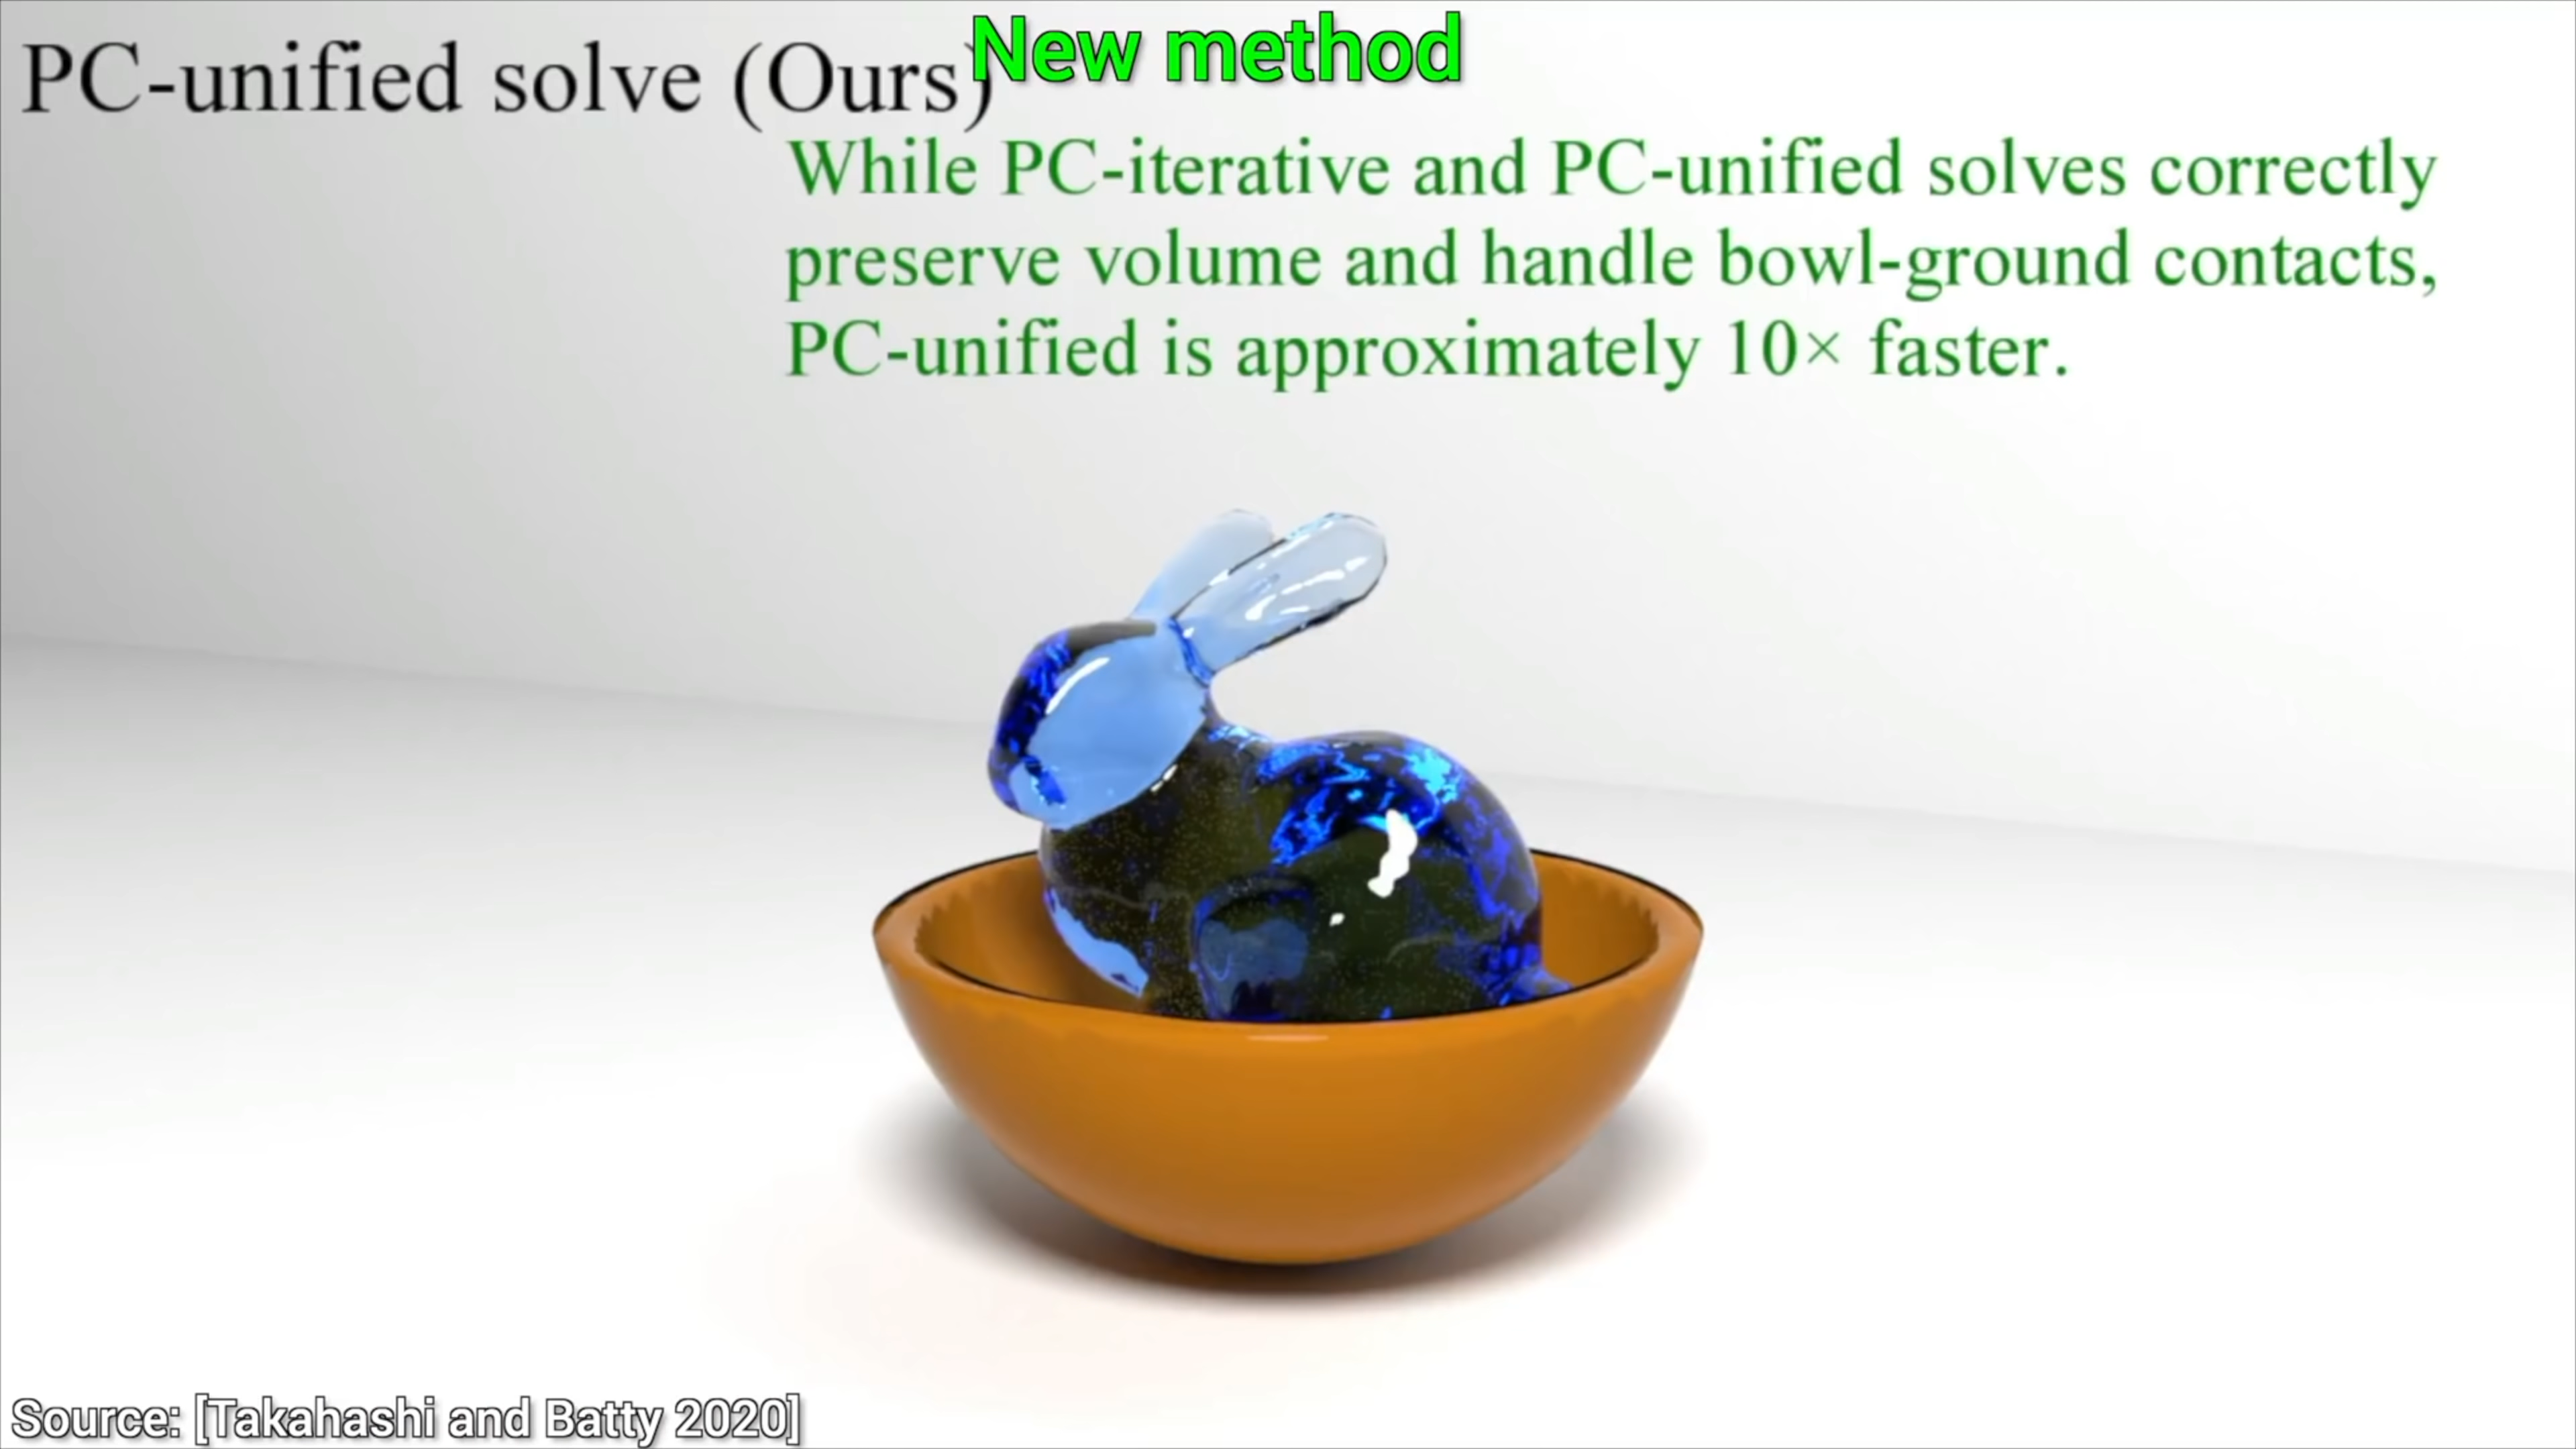 New method
PC-unified solve (Ours)
While PC-iterative and PC-unified solves correctly
preserve volume and handle bowl-ground contacts,
PC-unified is approximately 10× faster.
Source: [Takahashi and Batty 2020]